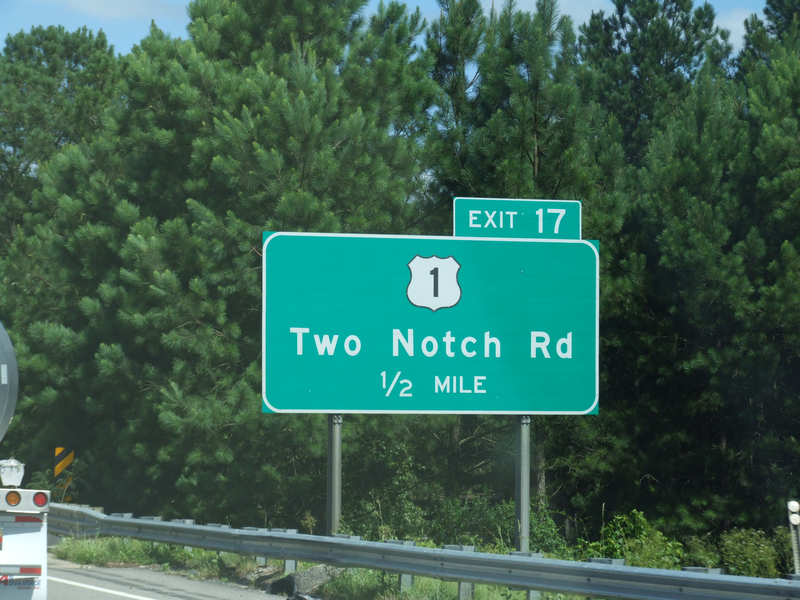 EXIT 17
1
Two Notch Rd
1/2 MILE